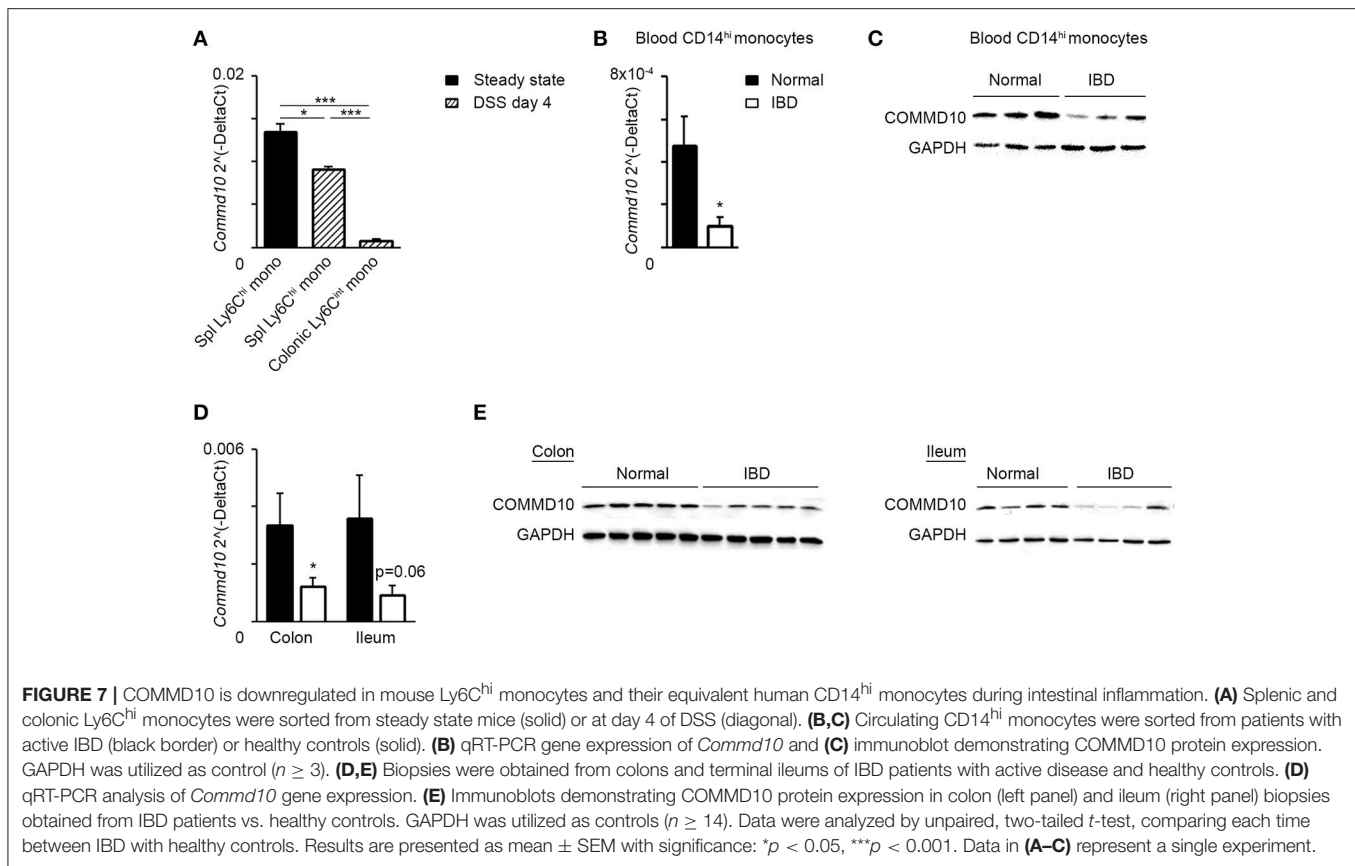 A
0.02
Commd10 2^(-DeltaCt)
0
***
* ***
Steady state
DSS day 4
Spl Ly6Chi mono
Spl Ly6Chi mono
Colonic Ly6Cint mono
B
Blood CD14hi monocytes
8x10-4
Commd10 2^(-DeltaCt)
0
*
Normal
IBD
C
Blood CD14hi monocytes
Normal IBD
COMMD10
GAPDH
D
0.006
Commd10 2^(-DeltaCt)
0
*
p=0.06
Colon Ileum
E
Colon
Normal IBD
COMMD10
GAPDH
Ileum
Normal IBD
COMMD10
GAPDH
FIGURE 7 | COMMD10 is downregulated in mouse Ly6Chi monocytes and their equivalent human CD14hi monocytes during intestinal inflammation. (A) Splenic and
colonic Ly6Chi monocytes were sorted from steady state mice (solid) or at day 4 of DSS (diagonal). (B,C) Circulating CD14hi monocytes were sorted from patients with
active IBD (black border) or healthy controls (solid). (B) qRT-PCR gene expression of Commd10 and (C) immunoblot demonstrating COMMD10 protein expression.
GAPDH was utilized as control (n ≥ 3). (D,E) Biopsies were obtained from colons and terminal ileums of IBD patients with active disease and healthy controls. (D)
qRT-PCR analysis of Commd10 gene expression. (E) Immunoblots demonstrating COMMD10 protein expression in colon (left panel) and ileum (right panel) biopsies
obtained from IBD patients vs. healthy controls. GAPDH was utilized as controls (n ≥ 14). Data were analyzed by unpaired, two-tailed t-test, comparing each time
between IBD with healthy controls. Results are presented as mean ± SEM with significance: *p < 0.05, ***p < 0.001. Data in (A–C) represent a single experiment.